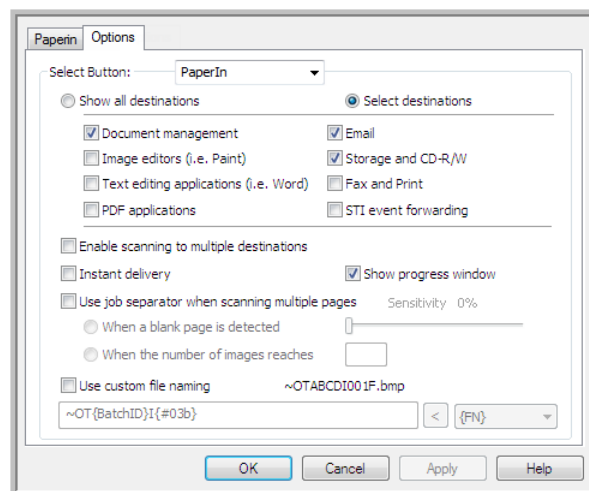 Paperin Options
Select Button: PaperIn
Show all destinations Select destinations
Document management Email
Image editors (i.e. Paint) Storage and CD-R/W
Text editing applications (i.e. Word) Fax and Print
PDF applications STI event forwarding
Enable scanning to multiple destinations
Instant delivery Show progress window
Use job separator when scanning multiple pages Sensitivity 0%
When a blank page is detected
When the number of images reaches
Use custom file naming ~OTABCDI001F.bmp
~OT{BatchID}I{#03b} < {FN}
OK Cancel Apply Help